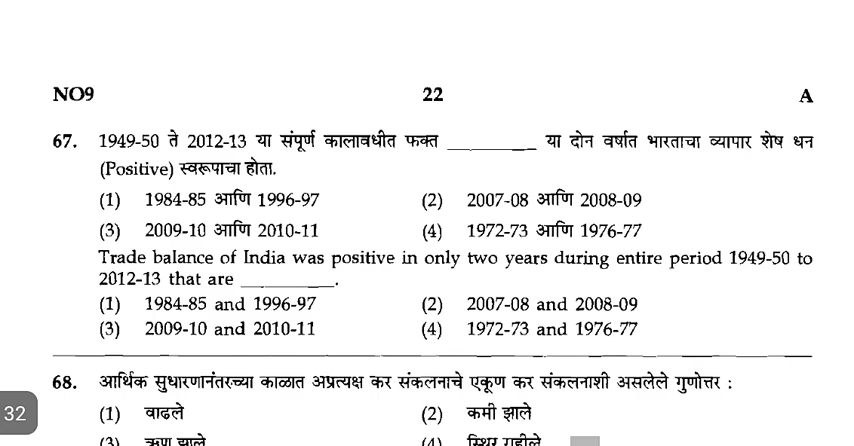 NO9 22 A
67. 1949-50 ते 2012-13 या संपूर्ण कालावधीत फक्त __________ या दोन वर्षात भारताचा व्यापार शेष धन
(Positive) स्वरूपाचा होता.
(1) 1984-85 आणि 1996-97 (2) 2007-08 आणि 2008-09
(3) 2009-10 आणि 2010-11 (4) 1972-73 आणि 1976-77
Trade balance of India was positive in only two years during entire period 1949-50 to
2012-13 that are __________.
(1) 1984-85 and 1996-97 (2) 2007-08 and 2008-09
(3) 2009-10 and 2010-11 (4) 1972-73 and 1976-77
68. आर्थिक सुधारणानंतरच्या काळात अप्रत्यक्ष कर संकलनाचे एकूण कर संकलनाशी असलेले गुणोत्तर :
32
(1) वाढले (2) कमी झाले
(3) ऋण झाले (4) स्थिर राहीले